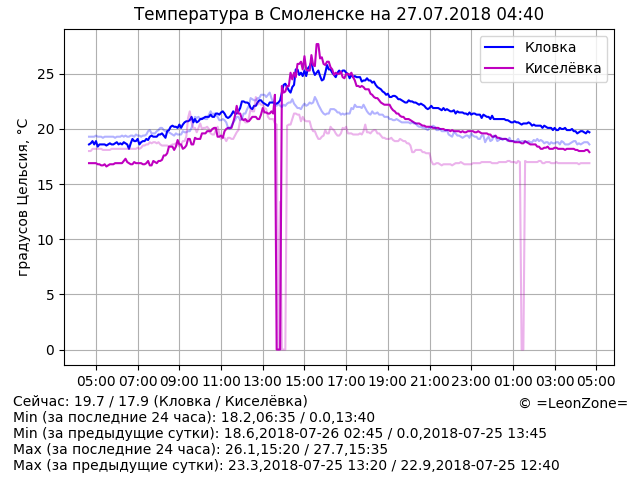 Температура в Смоленске на 27.07.2018 04:40
Кловка
Киселёвка
градусов Цельсия, °C
25
20
15
10
5
0
05:00 07:00 09:00 11:00 13:00 15:00 17:00 19:00 21:00 23:00 01:00 03:00 05:00
Сейчас: 19.7 / 17.9 (Кловка / Киселёвка)
© =LeonZone=
Min (за последние 24 часа): 18.2,06:35 / 0.0,13:40
Min (за предыдущие сутки): 18.6,2018-07-26 02:45 / 0.0,2018-07-25 13:45
Max (за последние 24 часа): 26.1,15:20 / 27.7,15:35
Max (за предыдущие сутки): 23.3,2018-07-25 13:20 / 22.9,2018-07-25 12:40